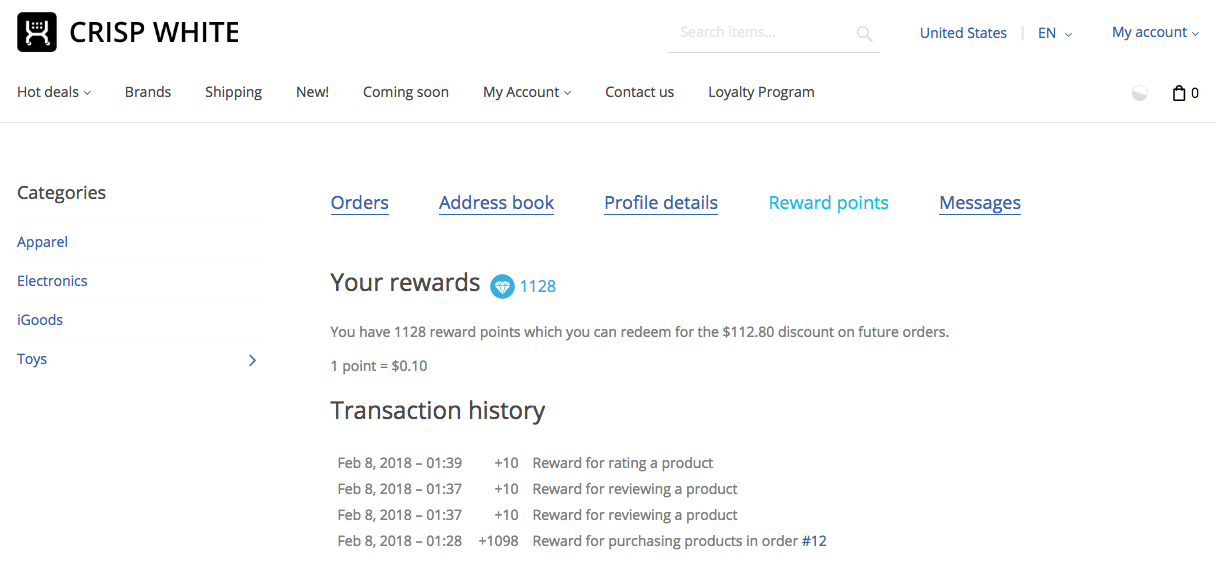 CRISP WHITE
Search items...
United States | EN
My account
Hot deals Brands Shipping New! Coming soon My Account Contact us Loyalty Program 0
Categories
Apparel
Electronics
iGoods
Toys
Orders Address book Profile details Reward points Messages
Your rewards 1128
You have 1128 reward points which you can redeem for the $112.80 discount on future orders.
1 point = $0.10
Transaction history
Feb 8, 2018 – 01:39 +10 Reward for rating a product
Feb 8, 2018 – 01:37 +10 Reward for reviewing a product
Feb 8, 2018 – 01:37 +10 Reward for reviewing a product
Feb 8, 2018 – 01:28 +1098 Reward for purchasing products in order #12